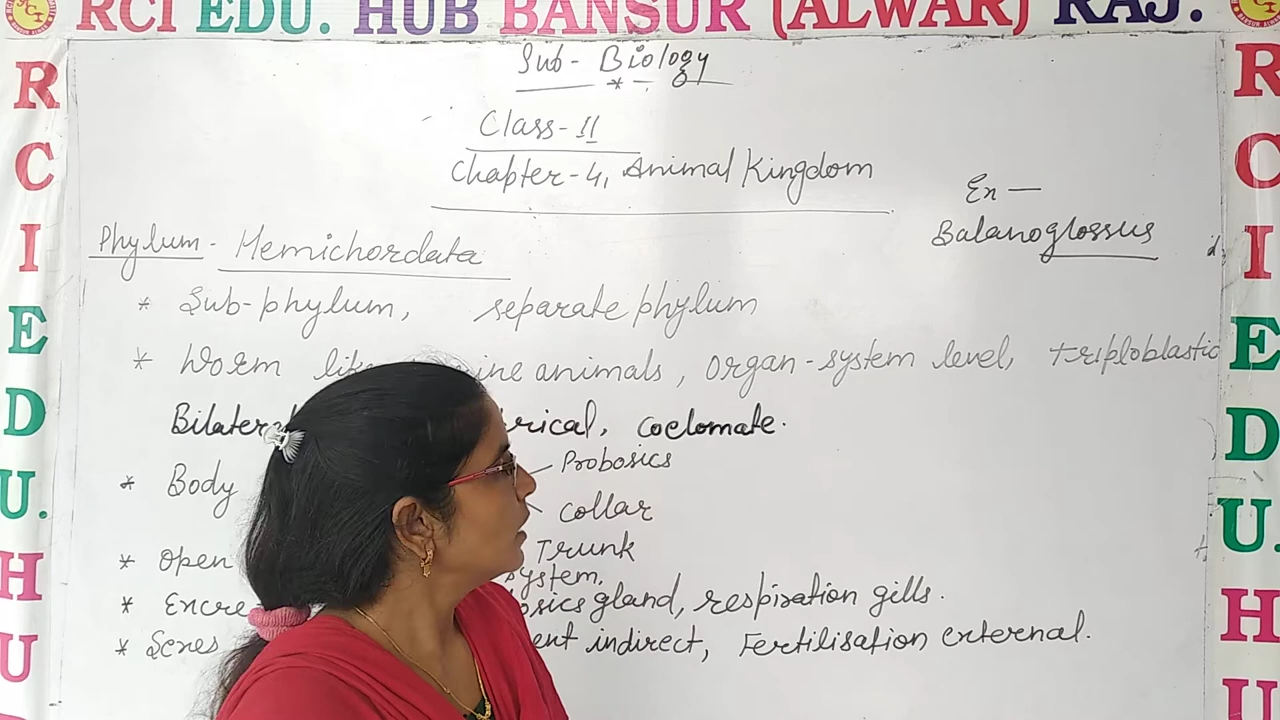 RCI EDU. HUB BANSUR (ALWAR) RAJ.
R C I E D U. H U
Sub- Biology
Class-11
Chapter-4, Animal Kingdom
Ex —
Balanoglossus
Phylum - Hemichordata
* Sub-phylum, separate phylum
* Worm like animals, organ-system level, triploblastic
Bilater rical, coelomate.
* Body Probosics
Collar
* Open Trunk
system.
* Excre osics gland, respiration gills.
* Sexes ent indirect, Fertilisation external.
R C I E D U. H U